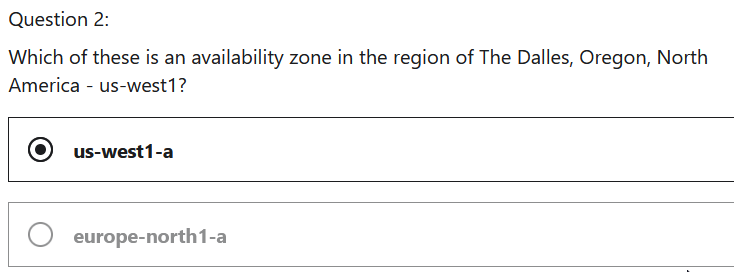 Question 2:
Which of these is an availability zone in the region of The Dalles, Oregon, North
America - us-west1?
us-west1-a
europe-north1-a